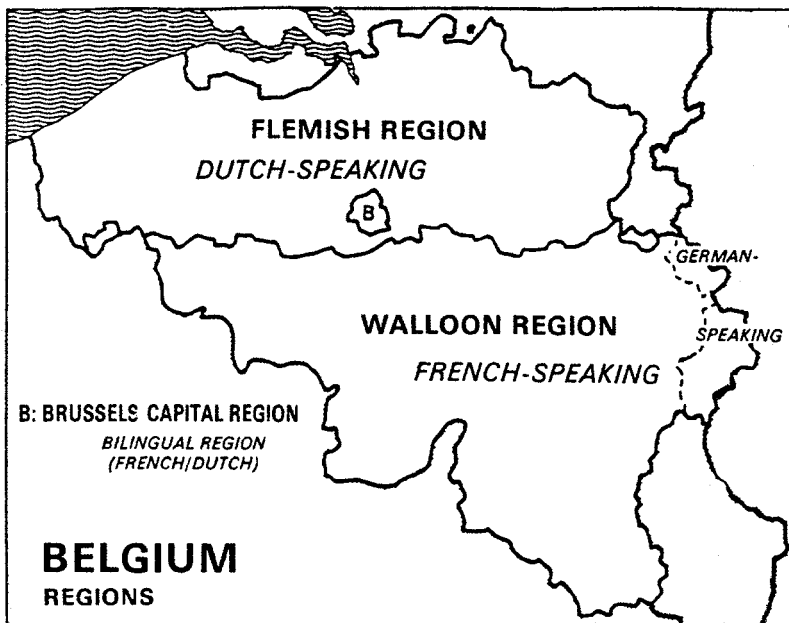 FLEMISH REGION
DUTCH-SPEAKING
B
GERMAN-
WALLOON REGION
SPEAKING
FRENCH-SPEAKING
B: BRUSSELS CAPITAL REGION
BILINGUAL REGION
(FRENCH/DUTCH)
BELGIUM
REGIONS